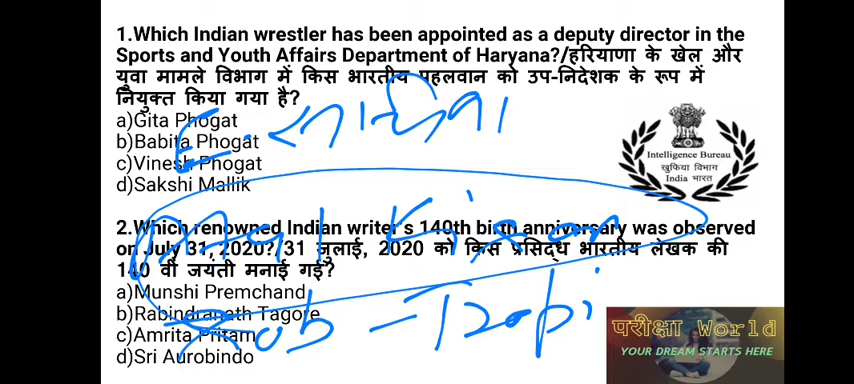 1.Which Indian wrestler has been appointed as a deputy director in the
Sports and Youth Affairs Department of Haryana?/हरियाणा के खेल और
युवा मामले विभाग में किस भारतीय पहलवान को उप-निदेशक के रूप में
नियुक्त किया गया है?
a)Gita Phogat
b)Babita Phogat
c)Vinesh Phogat
d)Sakshi Mallik
E-
Intelligence Bureau
खुफिया विभाग
India भारत
2.Which renowned Indian writer's 140th birth anniversary was observed
on July 31, 2020?/31 जुलाई, 2020 को किस प्रसिद्ध भारतीय लेखक की
140 वीं जयंती मनाई गई?
Kisan
a)Munshi Premchand
b)Rabindranath Tagore
c)Amrita Pritam
d)Sri Aurobindo
परीक्षा World
YOUR DREAM STARTS HERE